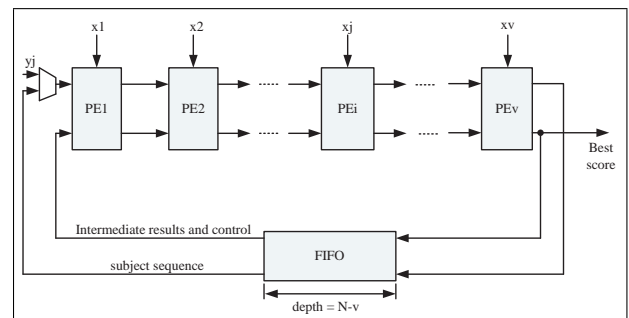 x1
x2
xj
xv
yj
PE1
PE2
PEi
PEv
Best
score
Intermediate results and control
FIFO
subject sequence
depth = N-v